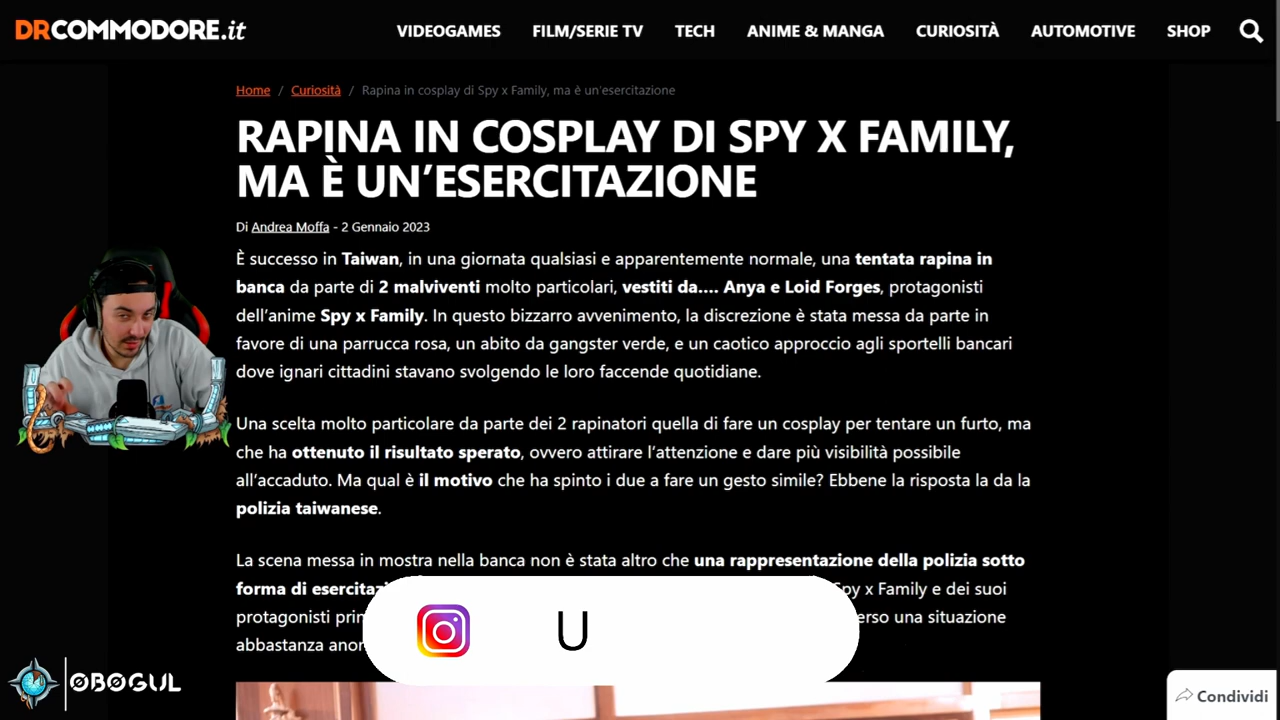 DRCOMMODORE.it
VIDEOGAMES FILM/SERIE TV TECH ANIME & MANGA CURIOSITÀ AUTOMOTIVE SHOP
Home / Curiosità / Rapina in cosplay di Spy x Family, ma è un'esercitazione
RAPINA IN COSPLAY DI SPY X FAMILY,
MA È UN’ESERCITAZIONE
Di Andrea Moffa - 2 Gennaio 2023
È successo in Taiwan, in una giornata qualsiasi e apparentemente normale, una tentata rapina in
banca da parte di 2 malviventi molto particolari, vestiti da…. Anya e Loid Forges, protagonisti
dell’anime Spy x Family. In questo bizzarro avvenimento, la discrezione è stata messa da parte in
favore di una parrucca rosa, un abito da gangster verde, e un caotico approccio agli sportelli bancari
dove ignari cittadini stavano svolgendo le loro faccende quotidiane.
Una scelta molto particolare da parte dei 2 rapinatori quella di fare un cosplay per tentare un furto, ma
che ha ottenuto il risultato sperato, ovvero attirare l’attenzione e dare più visibilità possibile
all’accaduto. Ma qual è il motivo che ha spinto i due a fare un gesto simile? Ebbene la risposta la da la
polizia taiwanese.
La scena messa in mostra nella banca non è stata altro che una rappresentazione della polizia sotto
forma di Spy x Family e dei suoi
protagonisti una situazione
abbastanza
U
ØBØGUL
Condividi